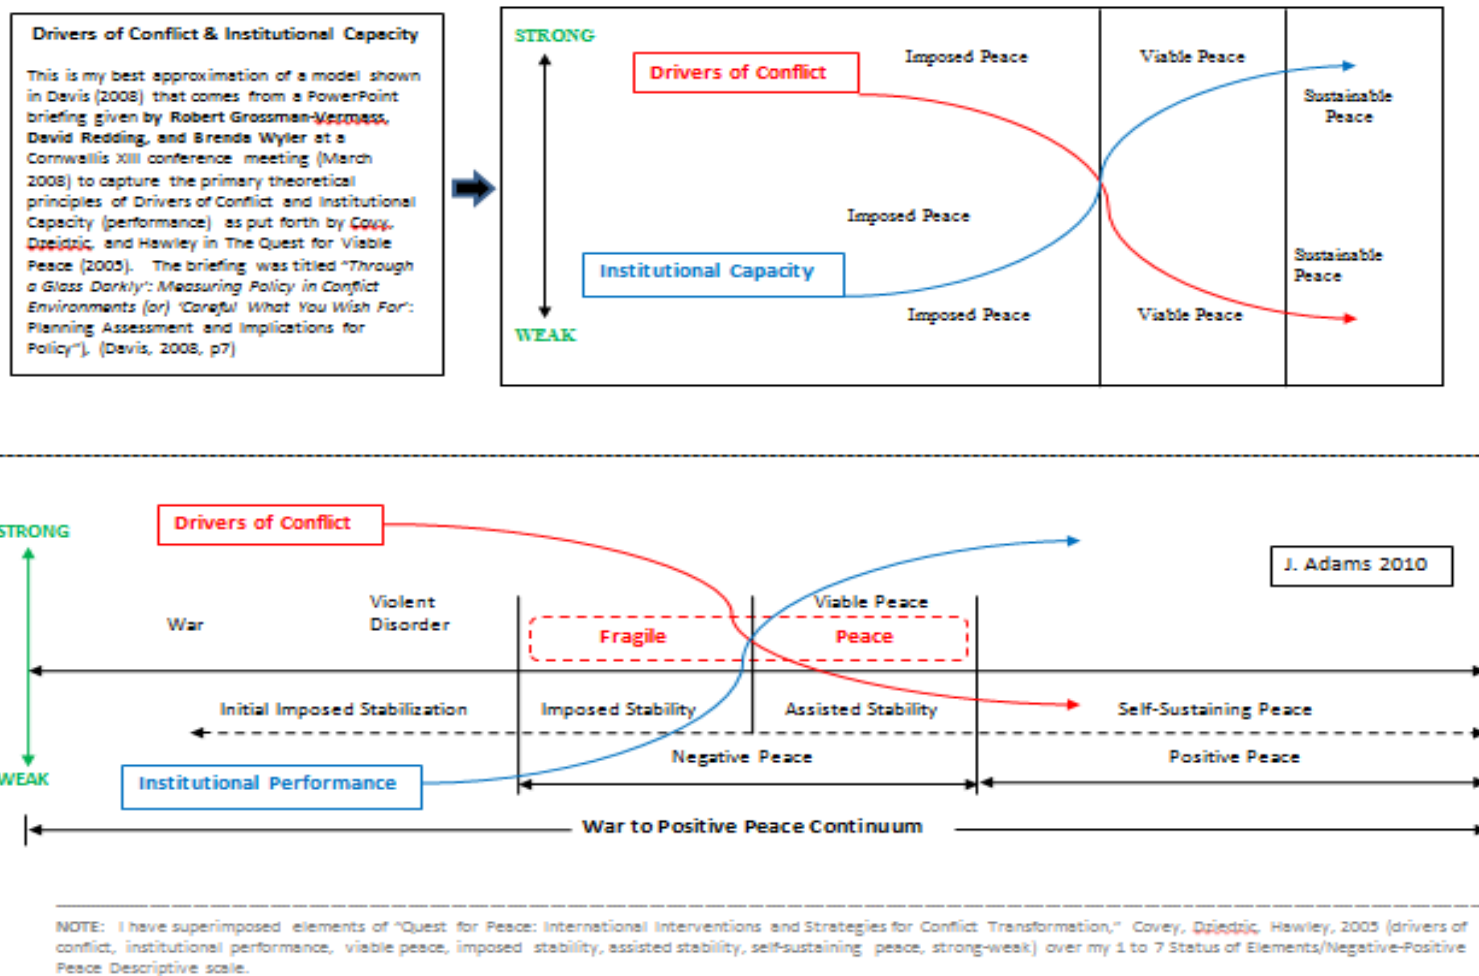 Drivers of Conflict & Institutional Capacity
This is my best approximation of a model shown
in Davis (2008) that comes from a PowerPoint
briefing given by Robert Grossman-Vermass,
David Redding, and Brenda Wyler at a
Cornwallis XIII conference meeting (March
2008) to capture the primary theoretical
principles of Drivers of Conflict and Institutional
Capacity (performance) as put forth by Covy,
Dzeidzic, and Hawley in The Quest for Viable
Peace (2005). The briefing was titled “Through
a Glass Darkly’: Measuring Policy in Conflict
Environments (or) ‘Careful What You Wish For’:
Planning Assessment and Implications for
Policy”), (Davis, 2008, p7)
STRONG
Drivers of Conflict
Imposed Peace
Viable Peace
Sustainable
Peace
Imposed Peace
Institutional Capacity
Sustainable
Peace
Imposed Peace
Viable Peace
WEAK
Drivers of Conflict
STRONG
J. Adams 2010
War
Violent
Disorder
Viable Peace
Fragile Peace
Initial Imposed Stabilization
Imposed Stability
Assisted Stability
Self-Sustaining Peace
Negative Peace
Positive Peace
WEAK
Institutional Performance
War to Positive Peace Continuum
NOTE: I have superimposed elements of “Quest for Peace: International Interventions and Strategies for Conflict Transformation,” Covey, Dziedzic, Hawley, 2005 (drivers of
conflict, institutional performance, viable peace, imposed stability, assisted stability, self-sustaining peace, strong-weak) over my 1 to 7 Status of Elements/Negative-Positive
Peace Descriptive scale.